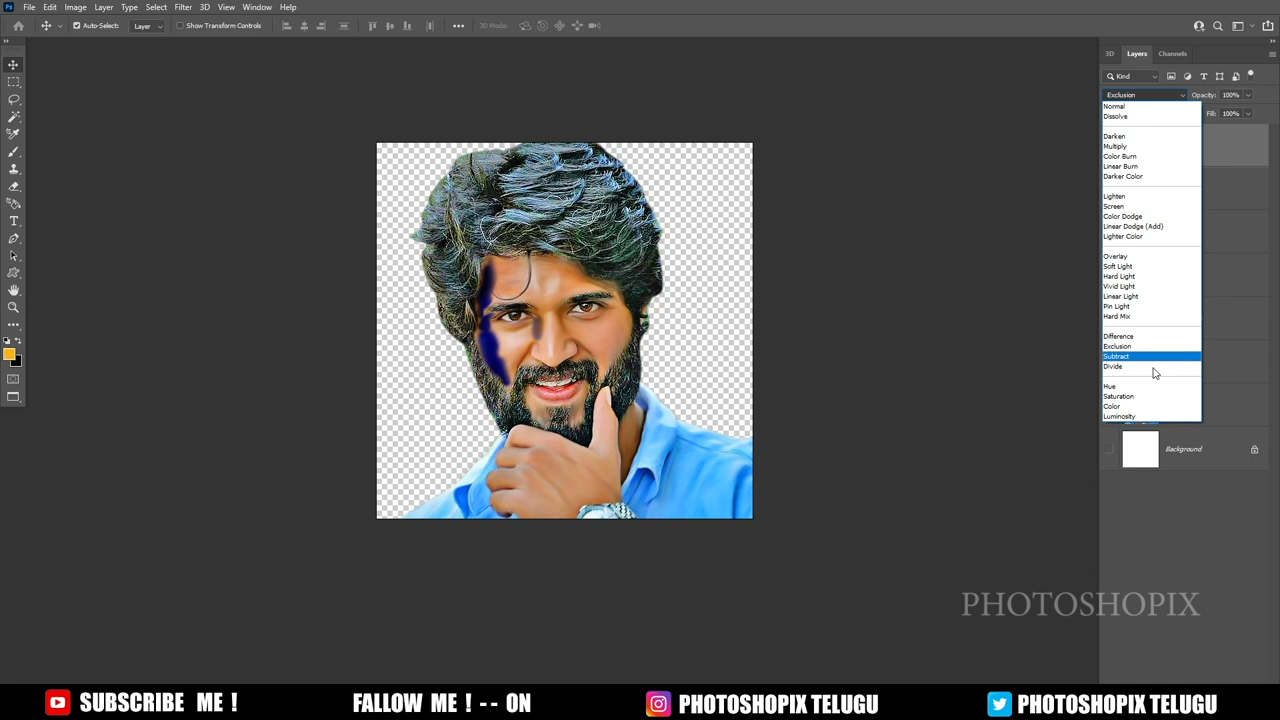 File Edit Image Layer Type Select Filter 3D View Window Help
Auto-Select: Layer Show Transform Controls 3D Mode:
3D Layers Channels
Kind
Exclusion Opacity: 100%
Fill: 100%
Normal
Dissolve
Darken
Multiply
Color Burn
Linear Burn
Darker Color
Lighten
Screen
Color Dodge
Linear Dodge (Add)
Lighter Color
Overlay
Soft Light
Hard Light
Vivid Light
Linear Light
Pin Light
Hard Mix
Difference
Exclusion
Subtract
Divide
Hue
Saturation
Color
Luminosity
Background
PHOTOSHOPIX
SUBSCRIBE ME ! FALLOW ME ! -- ON PHOTOSHOPIX TELUGU PHOTOSHOPIX TELUGU